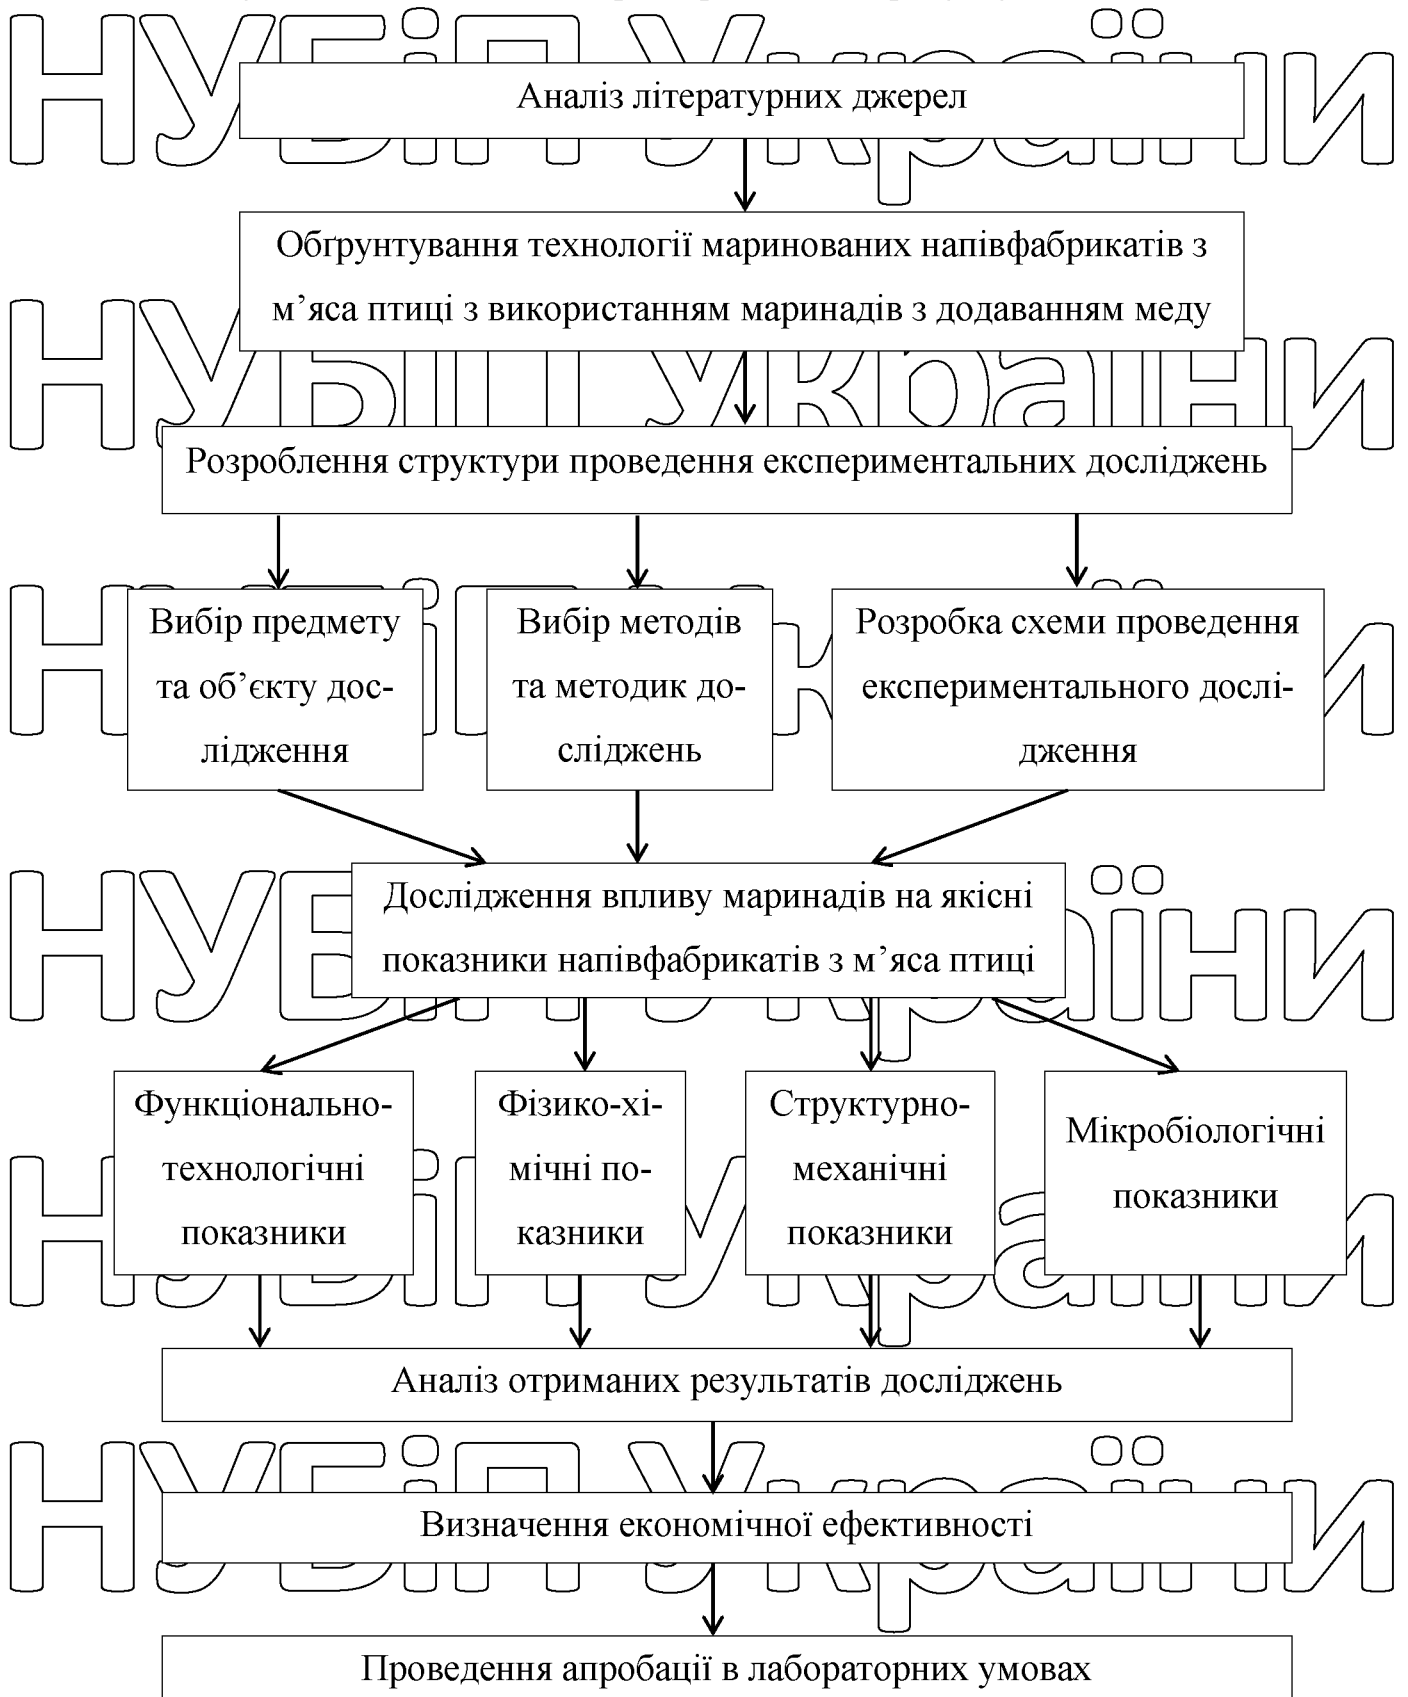 НУБіП України
Аналіз літературних джерел
Обґрунтування технології маринованих напівфабрикатів з
м’яса птиці з використанням маринадів з додаванням меду
НУБіП України
Розроблення структури проведення експериментальних досліджень
НУБіП України
Вибір предмету
та об’єкту дос-
лідження
Вибір методів
та методик до-
сліджень
Розробка схеми проведення
експериментального дослі-
дження
НУБіП України
Дослідження впливу маринадів на якісні
показники напівфабрикатів з м’яса птиці
Функціонально-
технологічні
показники
Фізико-хі-
мічні по-
казники
Структурно-
механічні
показники
Мікробіологічні
показники
НУБіП України
Аналіз отриманих результатів досліджень
НУБіП України
Визначення економічної ефективності
Проведення апробації в лабораторних умовах